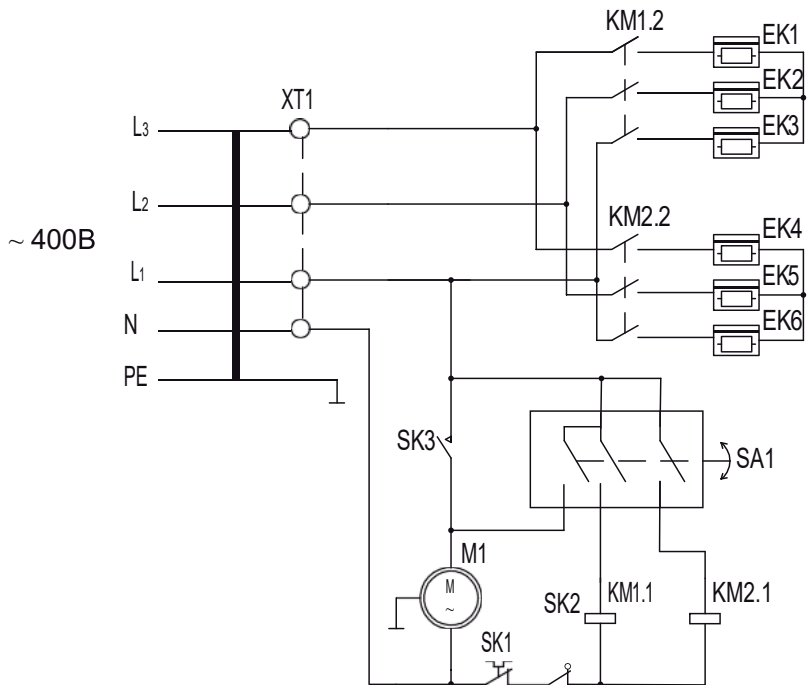 KM1.2
EK1
XT1
EK2
L3
EK3
L2
KM2.2
EK4
~ 400В
L1
EK5
N
EK6
PE
SK3
SA1
M1
M
~
SK2
KM1.1
KM2.1
SK1